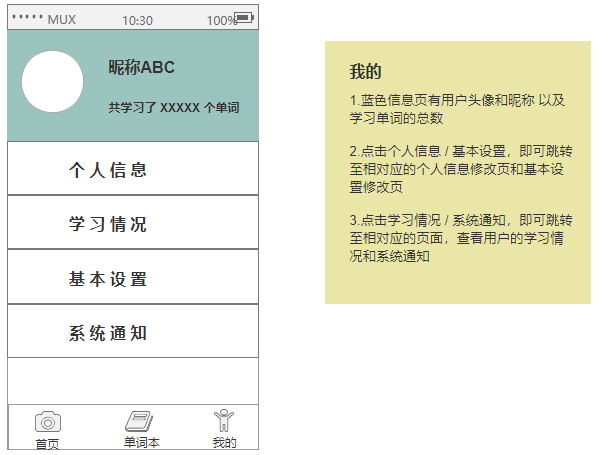 MUX 10:30 100%
昵称ABC
共学习了 XXXXX 个单词
个人信息
学习情况
基本设置
系统通知
首页 单词本 我的
我的
1.蓝色信息页有用户头像和昵称 以及
学习单词的总数
2.点击个人信息 / 基本设置，即可跳转
至相对应的个人信息修改页和基本设
置修改页
3.点击学习情况 / 系统通知，即可跳转
至相对应的页面，查看用户的学习情
况和系统通知